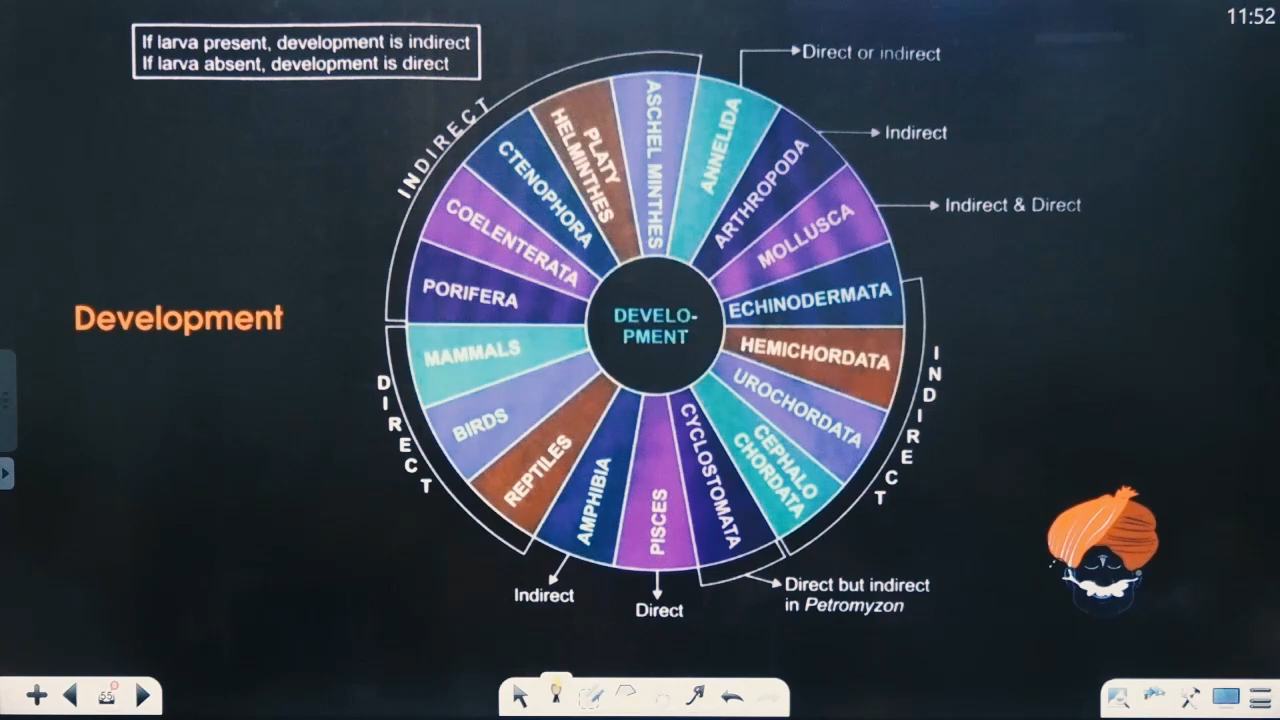 11:52
If larva present, development is indirect
If larva absent, development is direct
Development
DEVELO-
PMENT
INDIRECT
PORIFERA
COELENTERATA
CTENOPHORA
PLATY
HELMINTHES
ASCHEL MINTHES
ANNELIDA
Direct or indirect
ARTHROPODA
Indirect
MOLLUSCA
Indirect & Direct
ECHINODERMATA
HEMICHORDATA
UROCHORDATA
CEPHALO
CHORDATA
INDIRECT
CYCLOSTOMATA
Direct but indirect
in Petromyzon
PISCES
Direct
AMPHIBIA
Indirect
REPTILES
BIRDS
MAMMALS
DIRECT
55